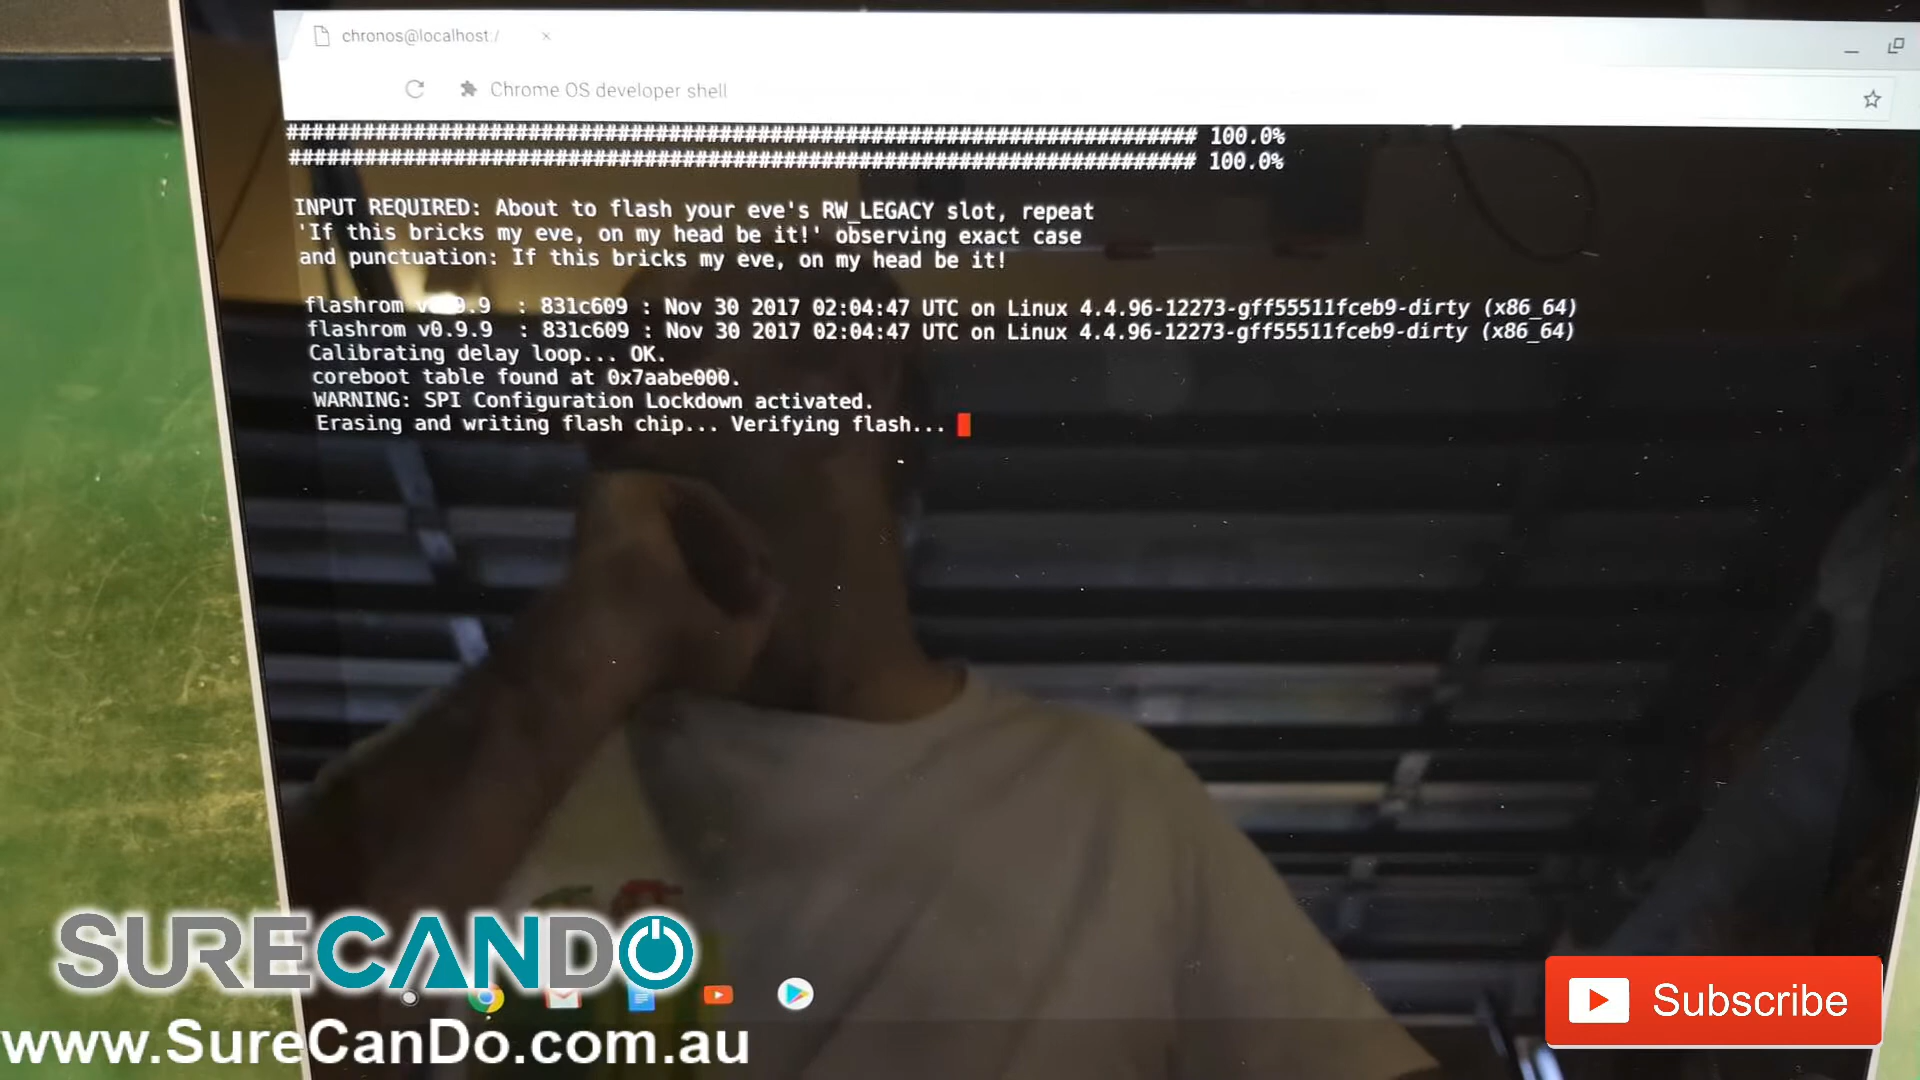 chronos@localhost:/
Chrome OS developer shell
######################################################################### 100.0%
######################################################################### 100.0%
INPUT REQUIRED: About to flash your eve's RW_LEGACY slot, repeat
'If this bricks my eve, on my head be it!' observing exact case
and punctuation: If this bricks my eve, on my head be it!
flashrom : 831c609 : Nov 30 2017 02:04:47 UTC on Linux 4.4.96-12273-gff55511fceb9-dirty (x86_64)
flashrom v0.9.9 : 831c609 : Nov 30 2017 02:04:47 UTC on Linux 4.4.96-12273-gff55511fceb9-dirty (x86_64)
Calibrating delay loop... OK.
coreboot table found at 0x7aabe000.
WARNING: SPI Configuration Lockdown activated.
Erasing and writing flash chip... Verifying flash...
SURECANDO
Subscribe
www.SureCanDo.com.au